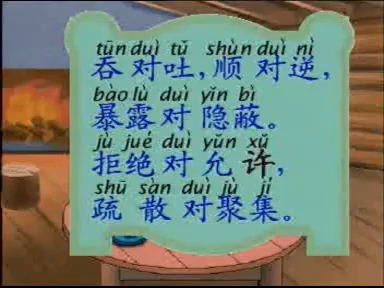 tūn duì tǔ shùn duì nì
吞对吐，顺对逆，
bào lù duì yǐn bì
暴露对隐蔽。
jù jué duì yǔn xǔ
拒绝对允许，
shū sàn duì jù jí
疏散对聚集。